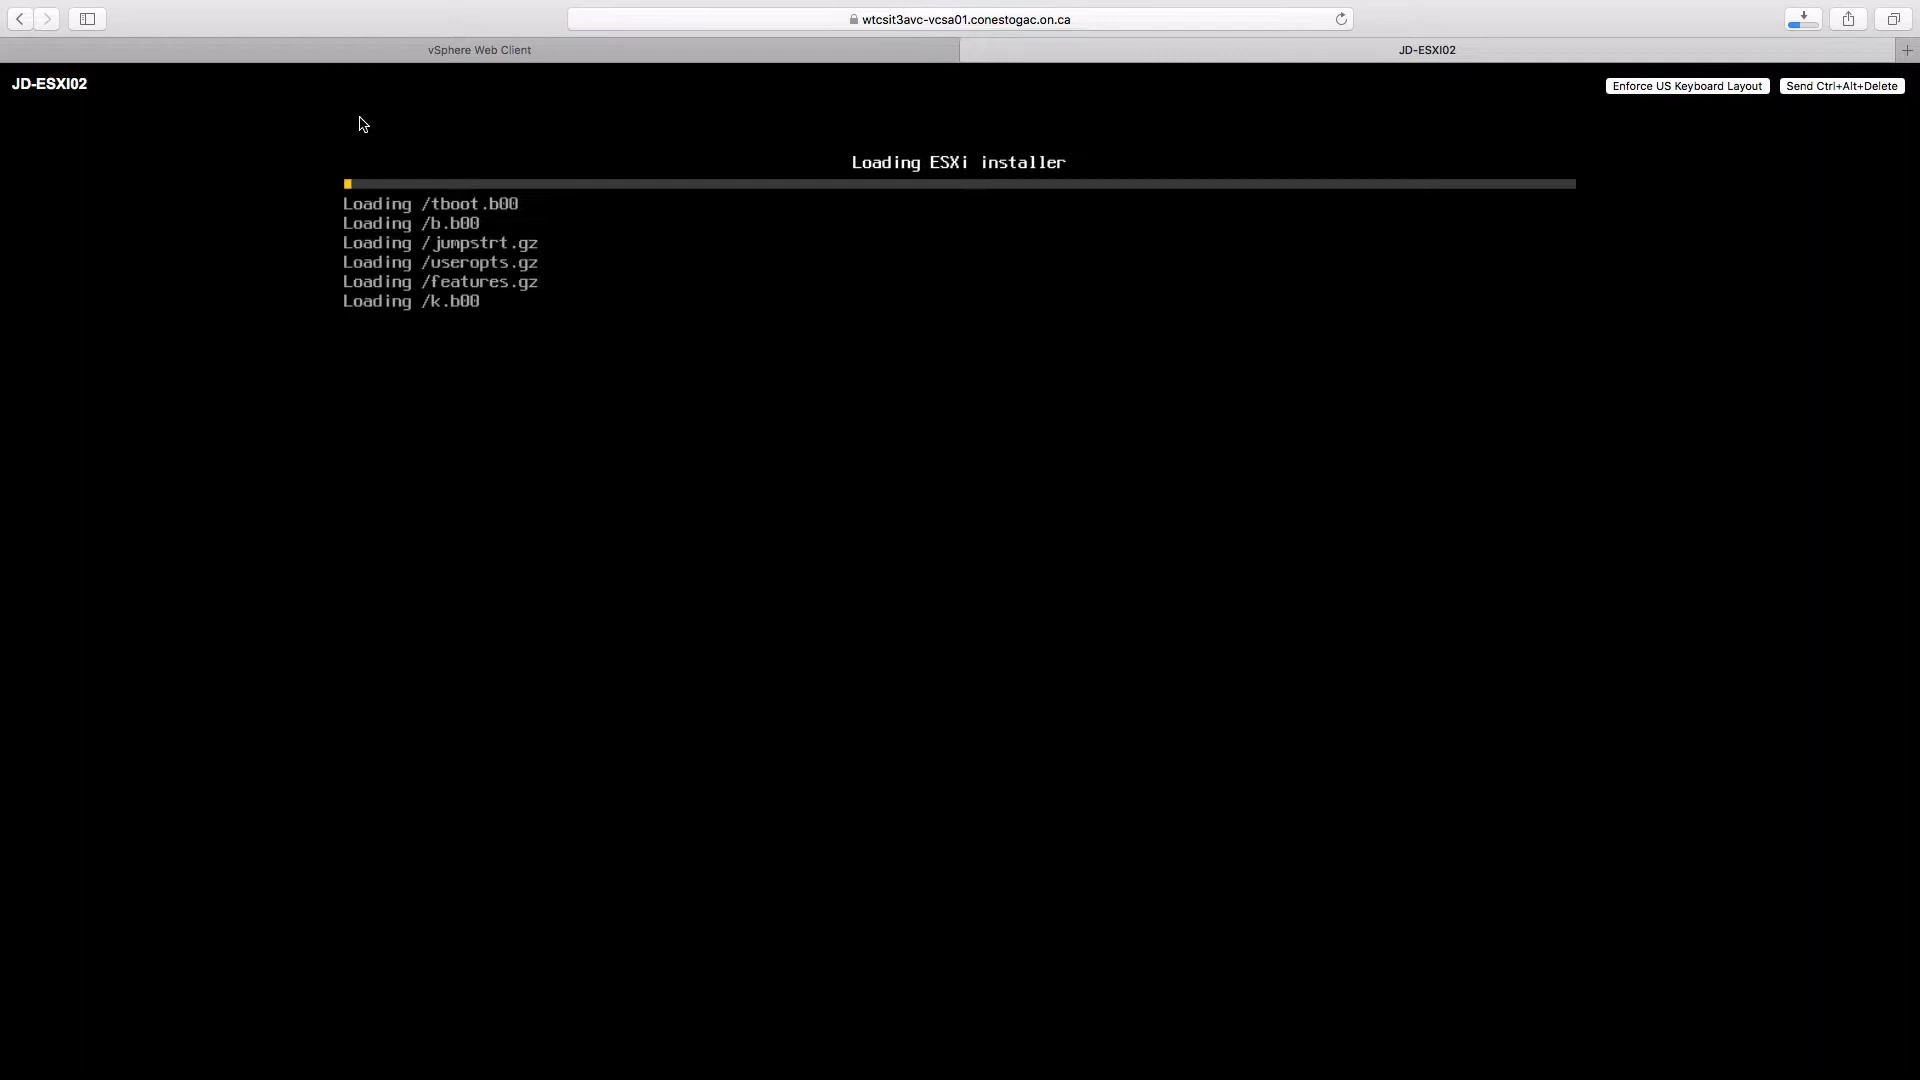 wtcsit3avc-vcsa01.conestogac.on.ca
vSphere Web Client
JD-ESXI02
JD-ESXI02
Enforce US Keyboard Layout
Send Ctrl+Alt+Delete
Loading ESXi installer
Loading /tboot.b00
Loading /b.b00
Loading /jumpstrt.gz
Loading /useropts.gz
Loading /features.gz
Loading /k.b00